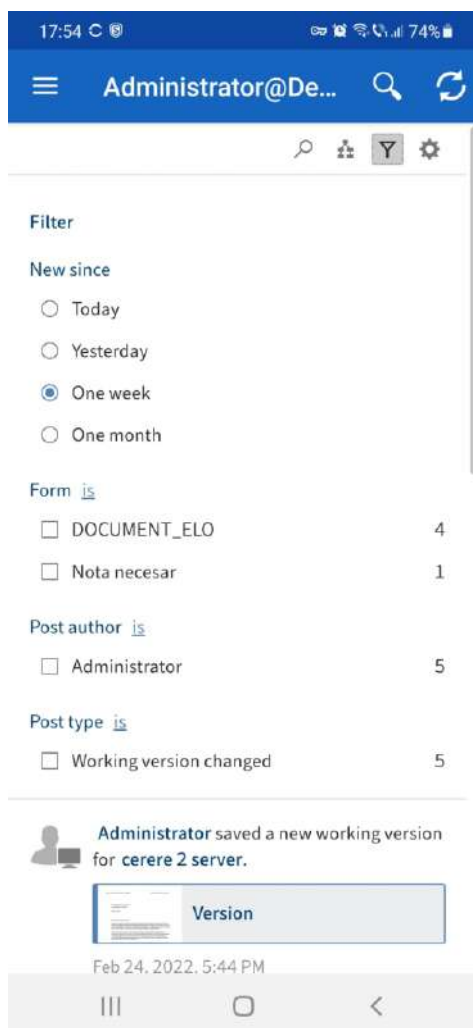 17:54 C
74%
Administrator@De...
Filter
New since
Today
Yesterday
One week
One month
Form is
DOCUMENT_ELO 4
Nota necesar 1
Post author is
Administrator 5
Post type is
Working version changed 5
Administrator saved a new working version
for cerere 2 server.
Version
Feb 24, 2022, 5:44 PM